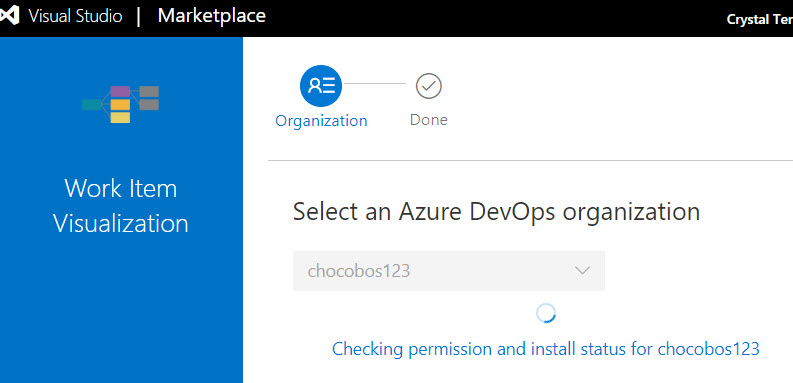 Visual Studio | Marketplace
Crystal
Organization
Done
Work Item
Visualization
Select an Azure DevOps organization
chocobos123
Checking permission and install status for chocobos123